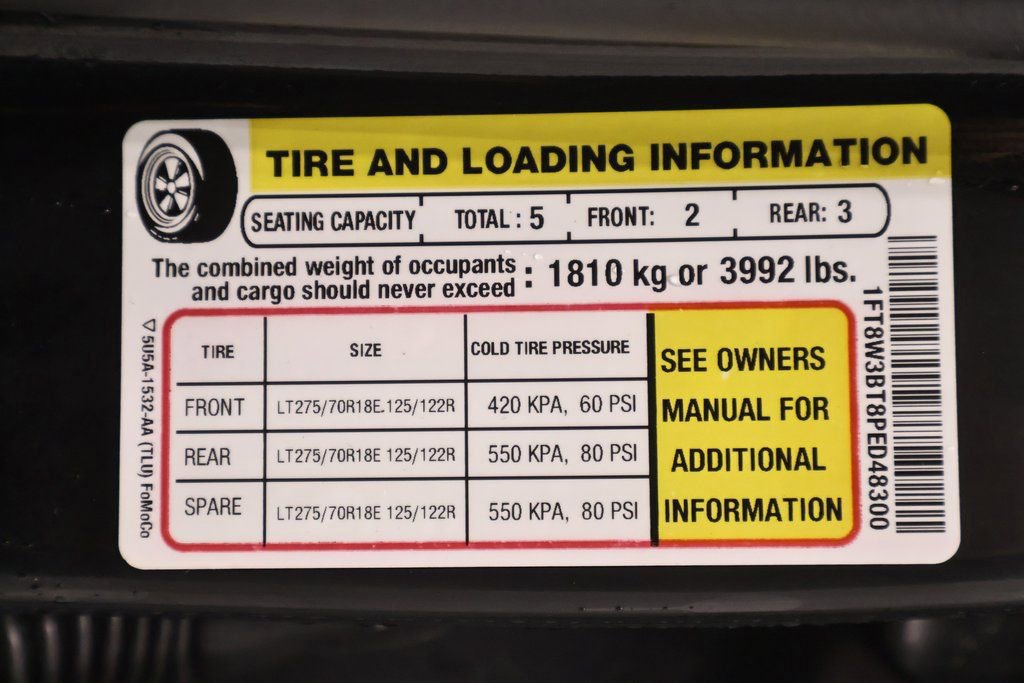 TIRE AND LOADING INFORMATION
SEATING CAPACITY TOTAL : 5 FRONT: 2 REAR: 3
The combined weight of occupants
and cargo should never exceed : 1810 kg or 3992 lbs.
TIRE SIZE COLD TIRE PRESSURE
FRONT LT275/70R18E 125/122R 420 KPA, 60 PSI
REAR LT275/70R18E 125/122R 550 KPA, 80 PSI
SPARE LT275/70R18E 125/122R 550 KPA, 80 PSI
SEE OWNERS
MANUAL FOR
ADDITIONAL
INFORMATION
5U5A-1532-AA (TLU) FoMoCo
1FT8W3BT8PED48300